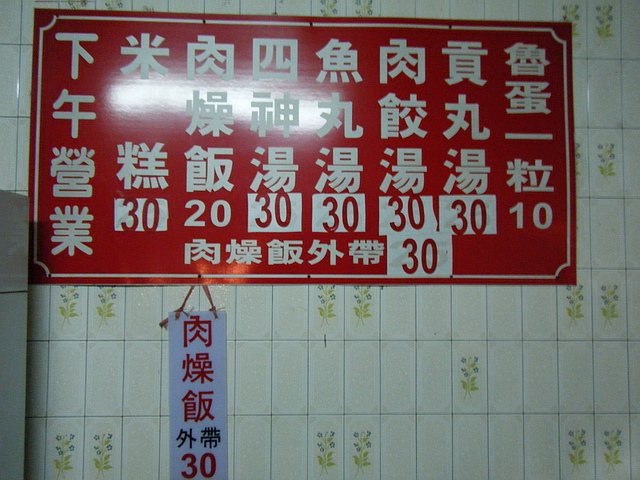 下午營業
米糕 30
肉燥飯 20
四神湯 30
魚丸湯 30
肉餃湯 30
貢丸湯 30
魯蛋一粒 10
肉燥飯外帶 30
肉燥飯
外帶
30